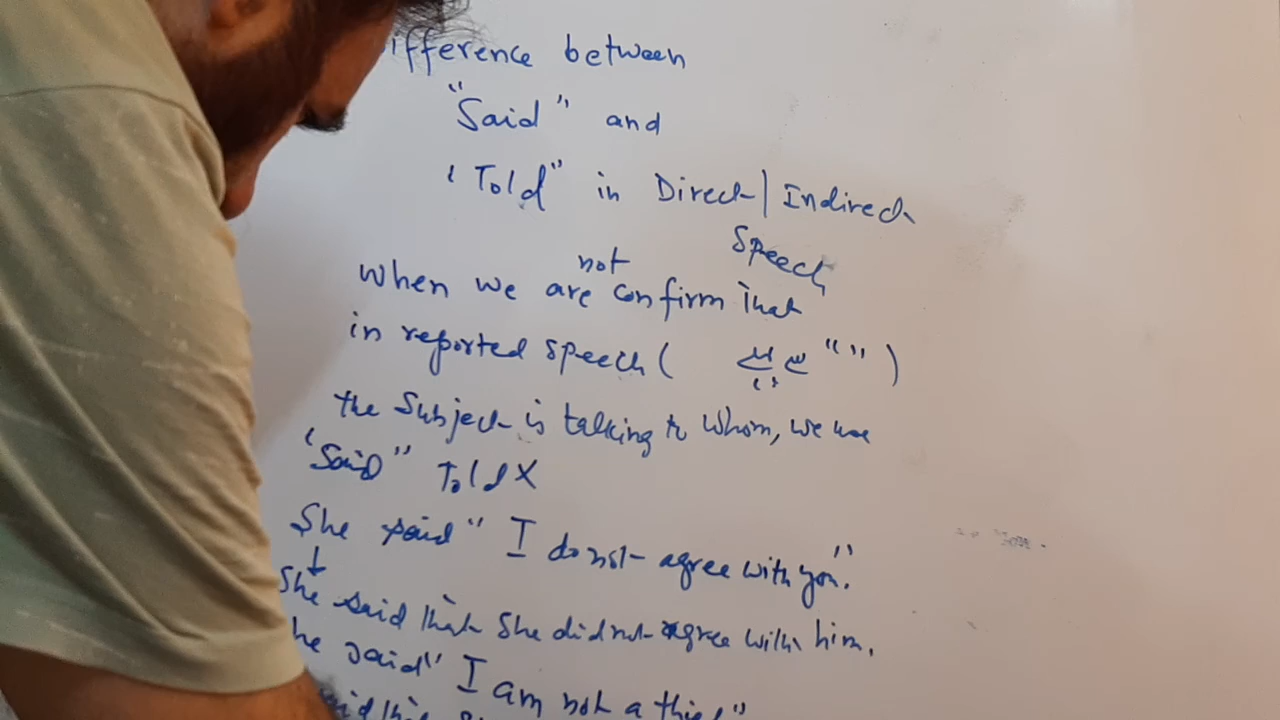 ifference between
"Said" and
'Told" in Direct/Indirect
Speech
not
when we are confirm that
in reported speech ( " " )
the Subject is talking to whom, we use
'Said" Told X
She said " I do not agree with you."
She said that She did not agree with him.
he said" I am not a thief"
said that